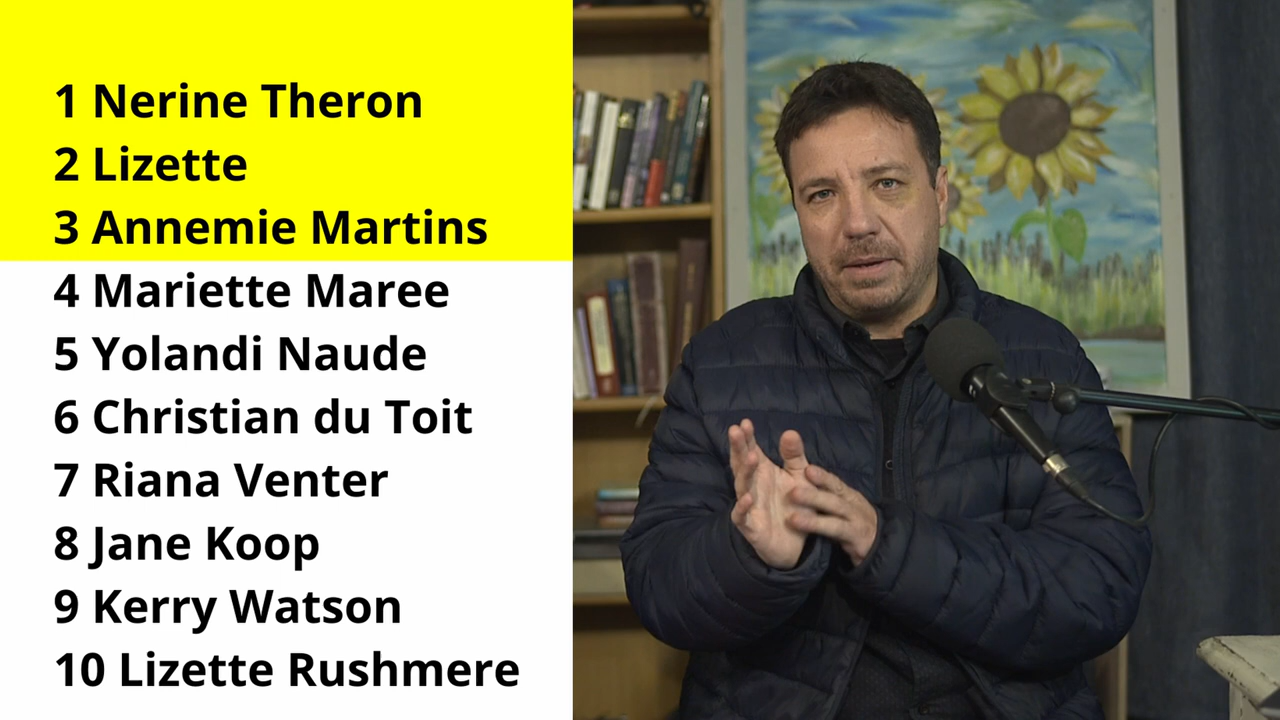 1 Nerine Theron
2 Lizette
3 Annemie Martins
4 Mariette Maree
5 Yolandi Naude
6 Christian du Toit
7 Riana Venter
8 Jane Koop
9 Kerry Watson
10 Lizette Rushmere